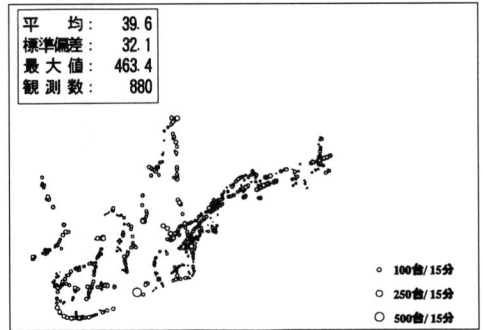 平均: 39.6
標準偏差: 32.1
最大値: 463.4
観測数: 880
100台/15分
250台/15分
500台/15分